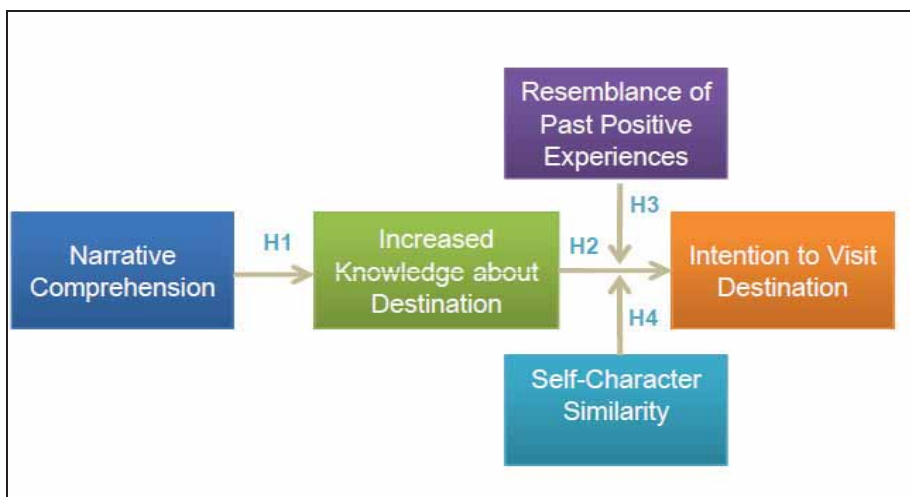 Resemblance of
Past Positive
Experiences
H3
Narrative
Comprehension
H1
Increased
Knowledge about
Destination
H2
Intention to Visit
Destination
H4
Self-Character
Similarity